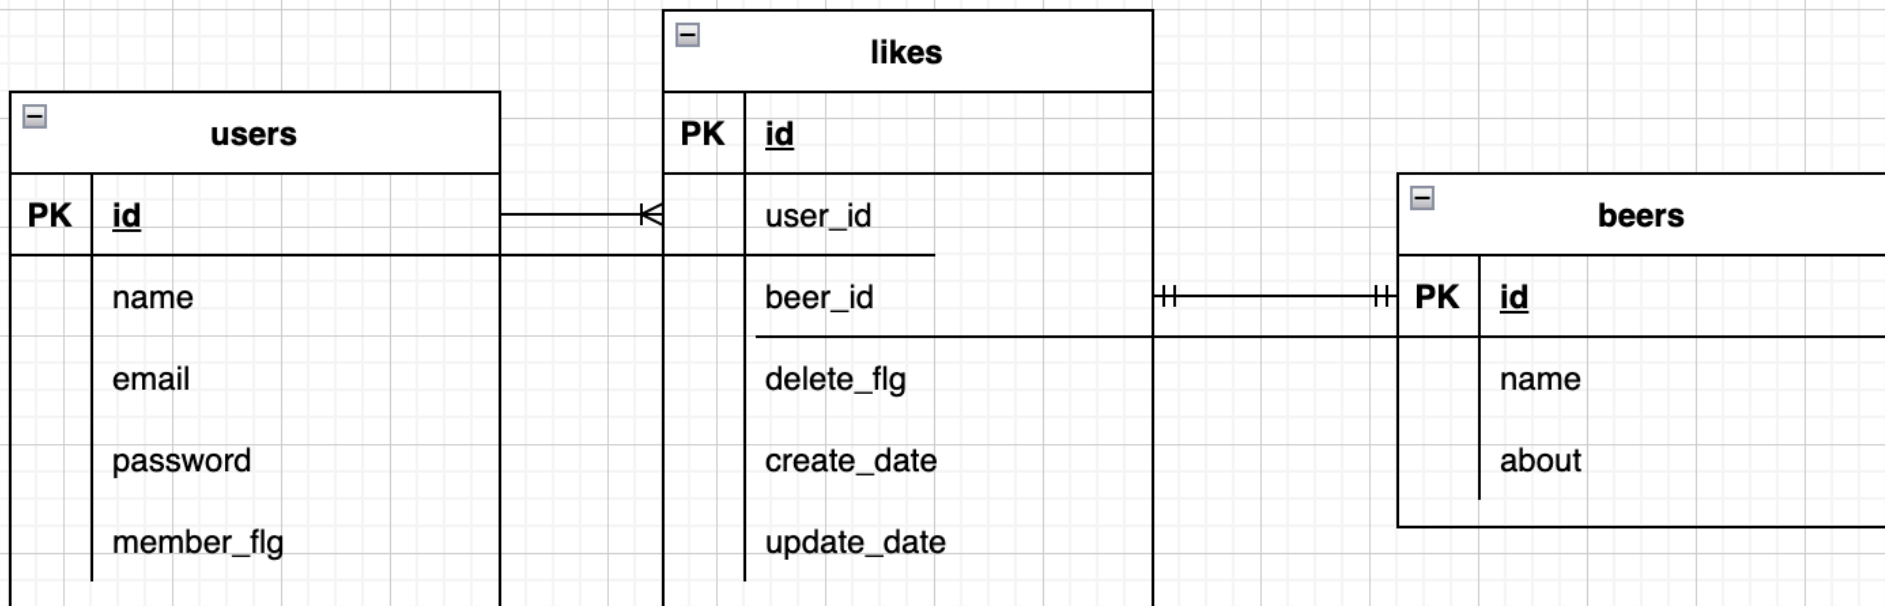 users
PK id
name
email
password
member_flg
likes
PK id
user_id
beer_id
delete_flg
create_date
update_date
beers
PK id
name
about